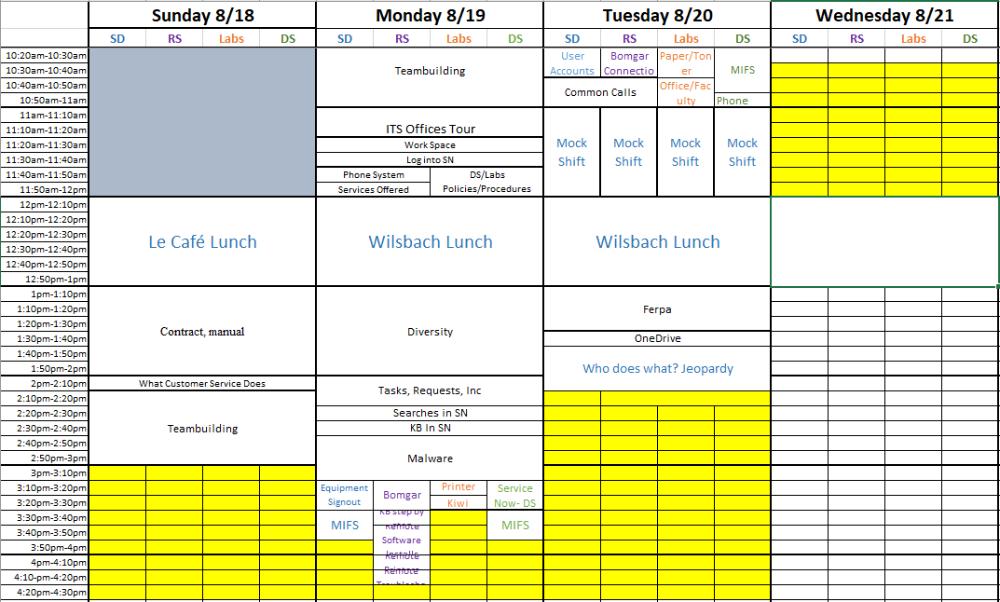 Sunday 8/18 Monday 8/19 Tuesday 8/20 Wednesday 8/21
SD RS Labs DS SD RS Labs DS SD RS Labs DS SD RS Labs DS
10:20am-10:30am
User Bomgar Paper/Ton
Teambuilding
MIFS
10:30am-10:40am
Accounts Connectio er
10:40am-10:50am
Common Calls
Office/Fac
10:50am-11am
ulty Phone
11am-11:10am
11:10am-11:20am ITS Offices Tour
11:20am-11:30am Work Space Mock Mock Mock Mock
11:30am-11:40am Log into SN Shift Shift Shift Shift
11:40am-11:50am Phone System DS/Labs
11:50am-12pm Services Offered Policies/Procedures
12pm-12:10pm
12:10pm-12:20pm
12:20pm-12:30pm
Le Café Lunch Wilsbach Lunch Wilsbach Lunch
12:30pm-12:40pm
12:40pm-12:50pm
12:50pm-1pm
1pm-1:10pm
1:10pm-1:20pm Ferpa
1:20pm-1:30pm
Contract, manual Diversity
1:30pm-1:40pm OneDrive
1:40pm-1:50pm
1:50pm-2pm Who does what? Jeopardy
2pm-2:10pm What Customer Service Does
Tasks, Requests, Inc
2:10pm-2:20pm
2:20pm-2:30pm Searches in SN
2:30pm-2:40pm Teambuilding KB In SN
2:40pm-2:50pm
2:50pm-3pm Malware
3pm-3:10pm
3:10pm-3:20pm Equipment Bomgar Printer Service
3:20pm-3:30pm Signout Kiwi Now- DS
3:30pm-3:40pm KB step by
MIFS MIFS
3:40pm-3:50pm Remote
Software
3:50pm-4pm Installs
4pm-4:10pm Remote
4:10-pm-4:20pm
4:20pm-4:30pm